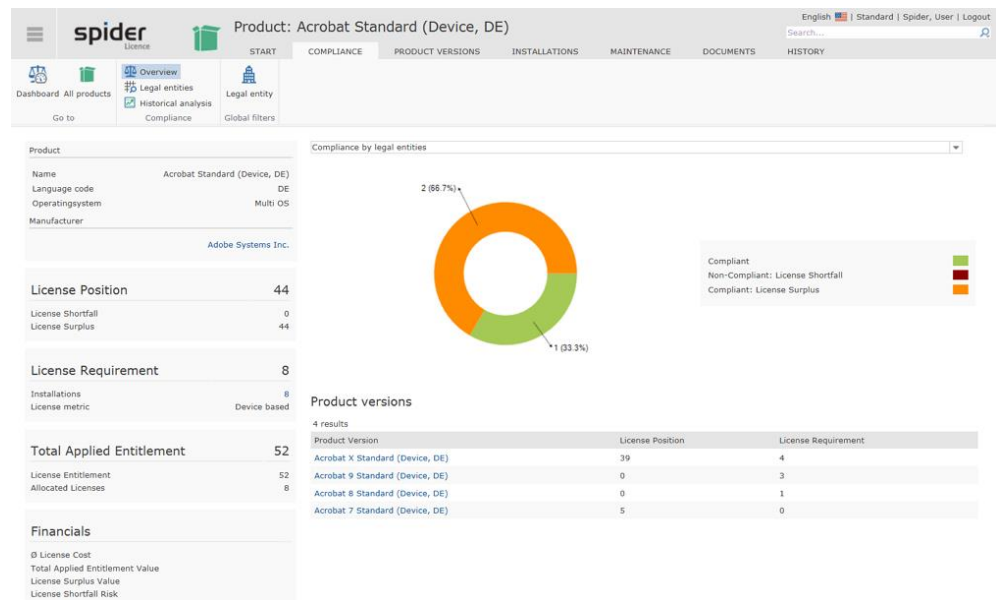 English | Standard | Spider, User | Logout
spider
Licence
Product: Acrobat Standard (Device, DE)
Search...
START COMPLIANCE PRODUCT VERSIONS INSTALLATIONS MAINTENANCE DOCUMENTS HISTORY
Dashboard
All products
Go to
Overview
Legal entities
Historical analysis
Compliance
Legal entity
Global filters
Product
Name Acrobat Standard (Device, DE)
Language code DE
Operatingsystem Multi OS
Manufacturer
Adobe Systems Inc.
License Position 44
License Shortfall 0
License Surplus 44
License Requirement 8
Installations 8
License metric Device based
Total Applied Entitlement 52
License Entitlement 52
Allocated Licenses 8
Financials
Ø License Cost
Total Applied Entitlement Value
License Surplus Value
License Shortfall Risk
Compliance by legal entities
2 (66.7%)
1 (33.3%)
Compliant
Non-Compliant: License Shortfall
Compliant: License Surplus
Product versions
4 results
Product Version License Position License Requirement
Acrobat X Standard (Device, DE) 39 4
Acrobat 9 Standard (Device, DE) 0 3
Acrobat 8 Standard (Device, DE) 0 1
Acrobat 7 Standard (Device, DE) 5 0